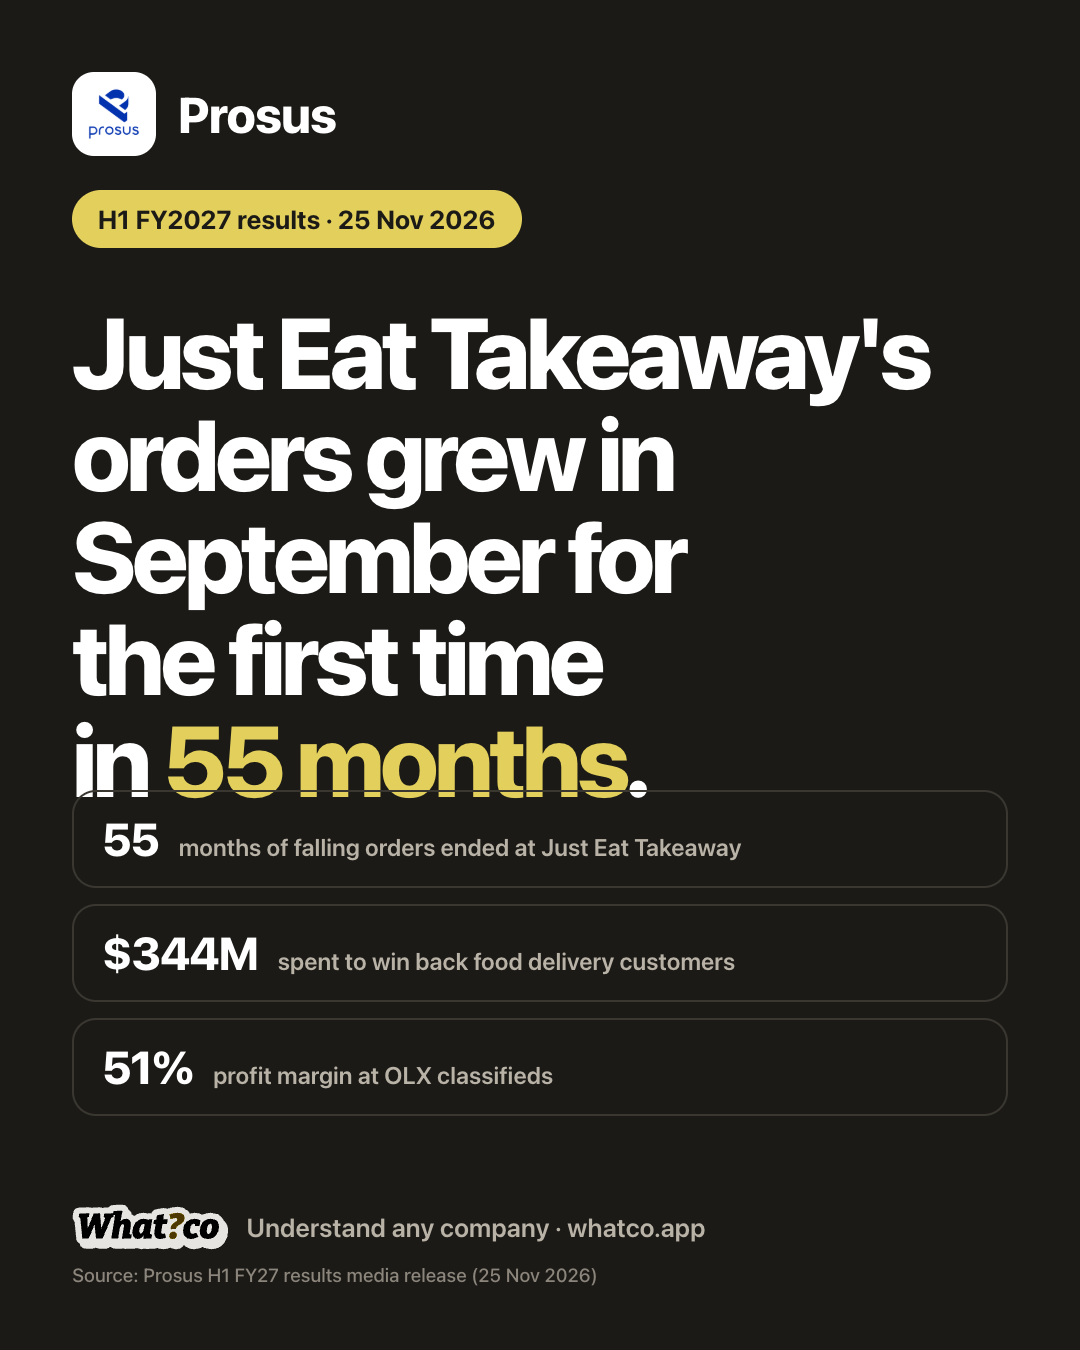 prosus
Prosus
H1 FY2027 results · 25 Nov 2026
Just Eat Takeaway's
orders grew in
September for
the first time
in 55 months.
55 months of falling orders ended at Just Eat Takeaway
$344M spent to win back food delivery customers
51% profit margin at OLX classifieds
What?co Understand any company · whatco.app
Source: Prosus H1 FY27 results media release (25 Nov 2026)